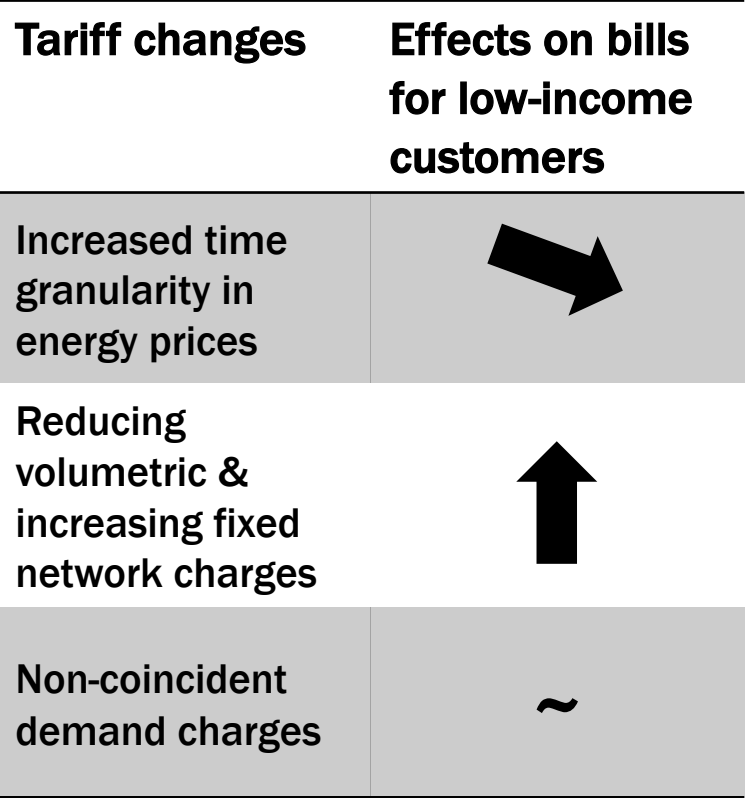 Tariff changes
Effects on bills
for low-income
customers
Increased time
granularity in
energy prices
Reducing
volumetric &
increasing fixed
network charges
Non-coincident
demand charges
~